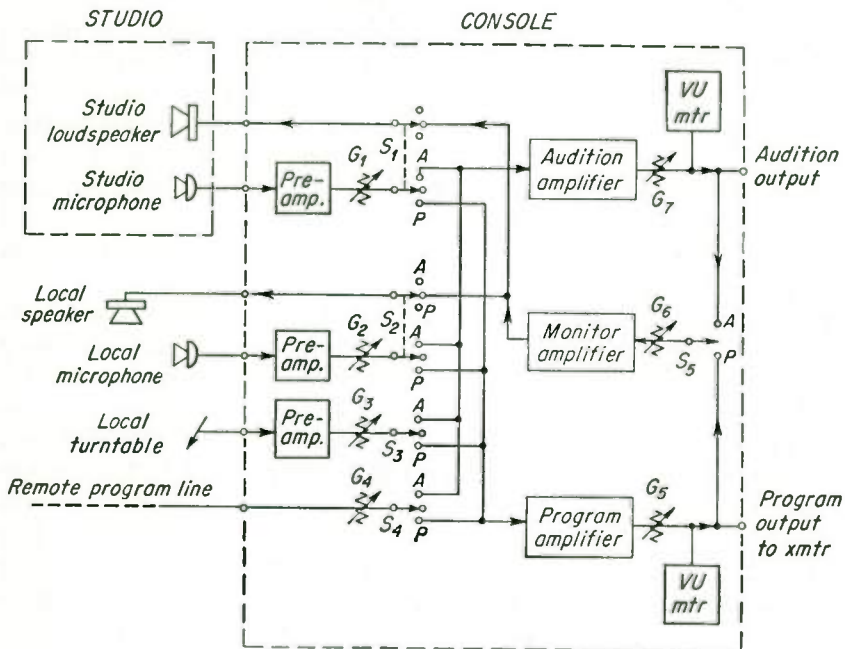 STUDIO
CONSOLE
Studio
loudspeaker
Studio
microphone
Pre-
amp.
G1
S1
A
P
Audition
amplifier
G7
VU
mtr
Audition
output
Local
speaker
Local
microphone
Pre-
amp.
G2
S2
A
P
A
P
Monitor
amplifier
G6
S5
A
P
Local
turntable
Pre-
amp.
G3
S3
A
P
Remote program line
G4
S4
A
P
Program
amplifier
G5
VU
mtr
Program
output
to xmtr